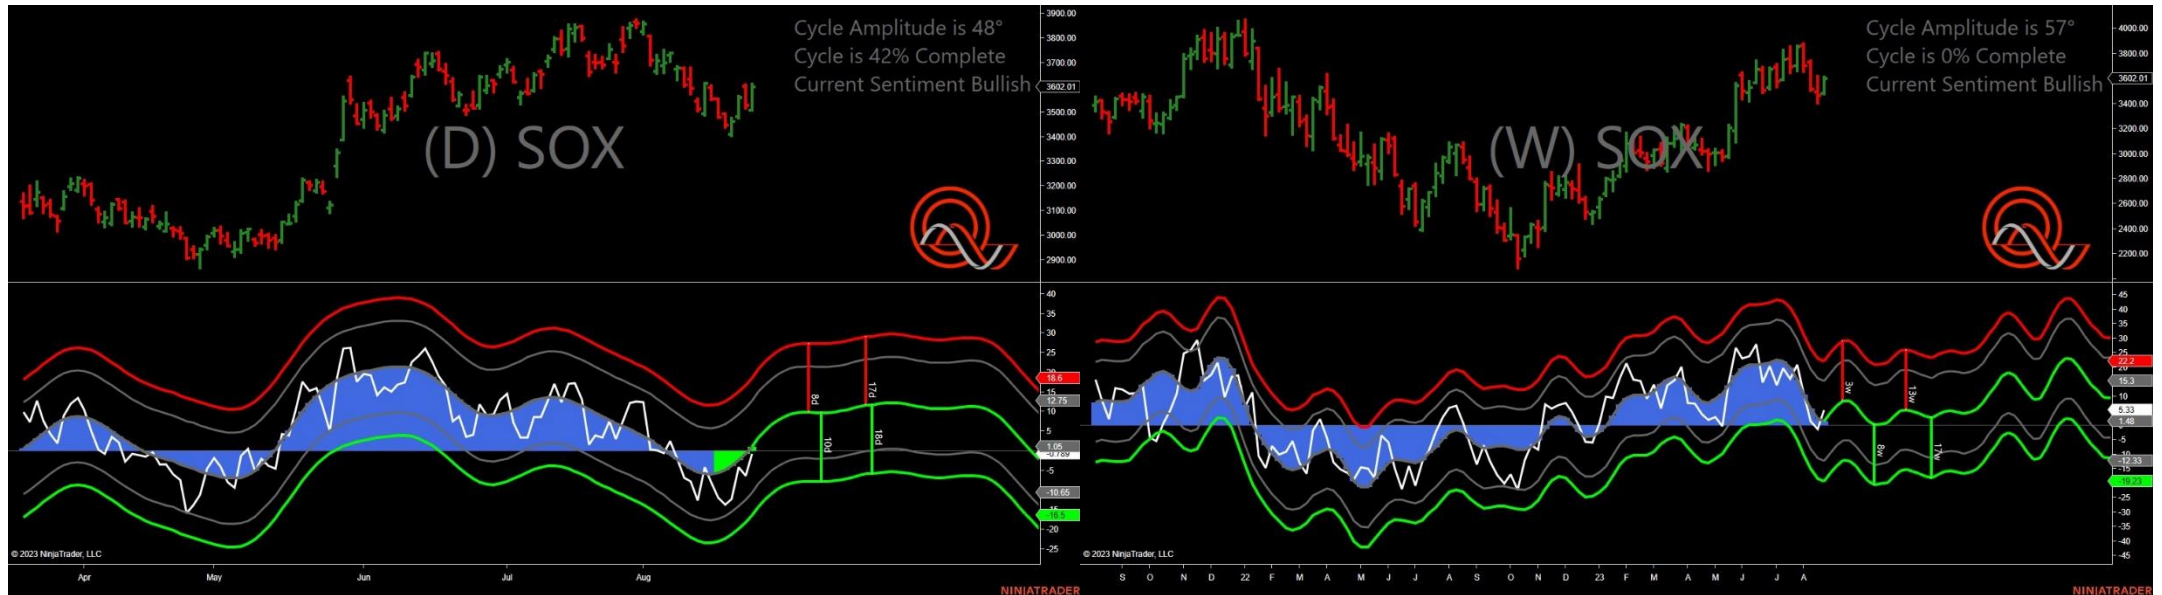 Cycle Amplitude is 48°
Cycle is 42% Complete
Current Sentiment Bullish
(D) SOX
3900.00
3800.00
3700.00
3602.01
3500.00
3400.00
3300.00
3200.00
3100.00
3000.00
2900.00
40
35
30
25
18.6
12.75
10
5
1.05
-0.789
-5
-10.65
-16.5
-20
-25
8d
10d
17d
18d
© 2023 NinjaTrader, LLC
Apr May Jun Jul Aug
NINJATRADER
Cycle Amplitude is 57°
Cycle is 0% Complete
Current Sentiment Bullish
(W) SOX
4000.00
3800.00
3602.01
3400.00
3200.00
3000.00
2800.00
2600.00
2400.00
2200.00
45
40
35
30
22.2
15.3
10
5.33
1.48
-5
-12.33
-15
-19.23
-25
-30
-35
-40
-45
3w
8w
13w
17w
© 2023 NinjaTrader, LLC
S O N D 22 F M A M J J A S O N D 23 F M A M J J A
NINJATRADER